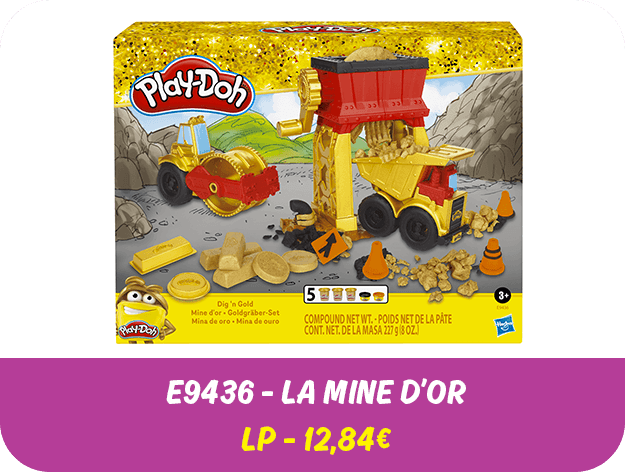 PLAY-DOH
Play-Doh
Dig 'n Gold
Mine d'or • Goldgräber-Set
Mina de oro • Mina de ouro
Play-Doh
5
COMPOUND NET WT. • POIDS NET DE LA PÂTE
CONT. NET. DE LA MASA 227 g (8 OZ.)
3+
Hasbro
E9436 - LA MINE D'OR
LP - 12,84€